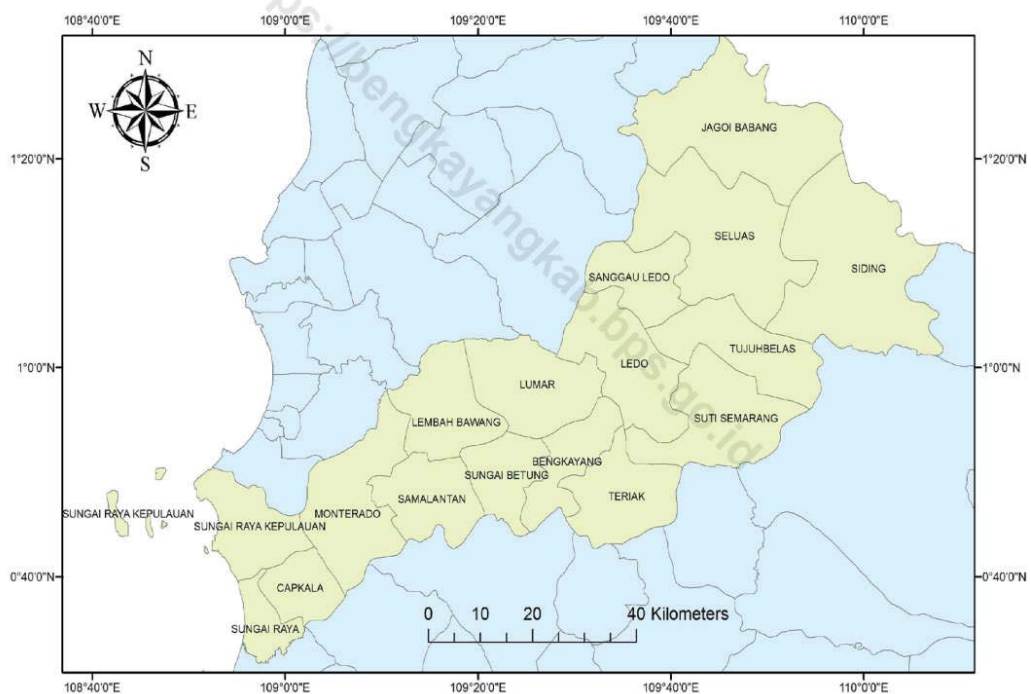 108°40'0"E 109°0'0"E 109°20'0"E 109°40'0"E 110°0'0"E
ps://bengkayangkab.bps.go.id
N
W E
S
JAGOI BABANG
1°20'0"N 1°20'0"N
SELUAS
SIDING
SANGGAU LEDO
TUJUHBELAS
1°0'0"N LEDO 1°0'0"N
LUMAR
SUTI SEMARANG
LEMBAH BAWANG
BENGKAYANG
SUNGAI BETUNG
SAMALANTAN TERIAK
SUNGAI RAYA KEPULAUAN MONTERADO
SUNGAI RAYA KEPULAUAN
0°40'0"N 0°40'0"N
CAPKALA
0 10 20 40 Kilometers
SUNGAI RAYA
108°40'0"E 109°0'0"E 109°20'0"E 109°40'0"E 110°0'0"E